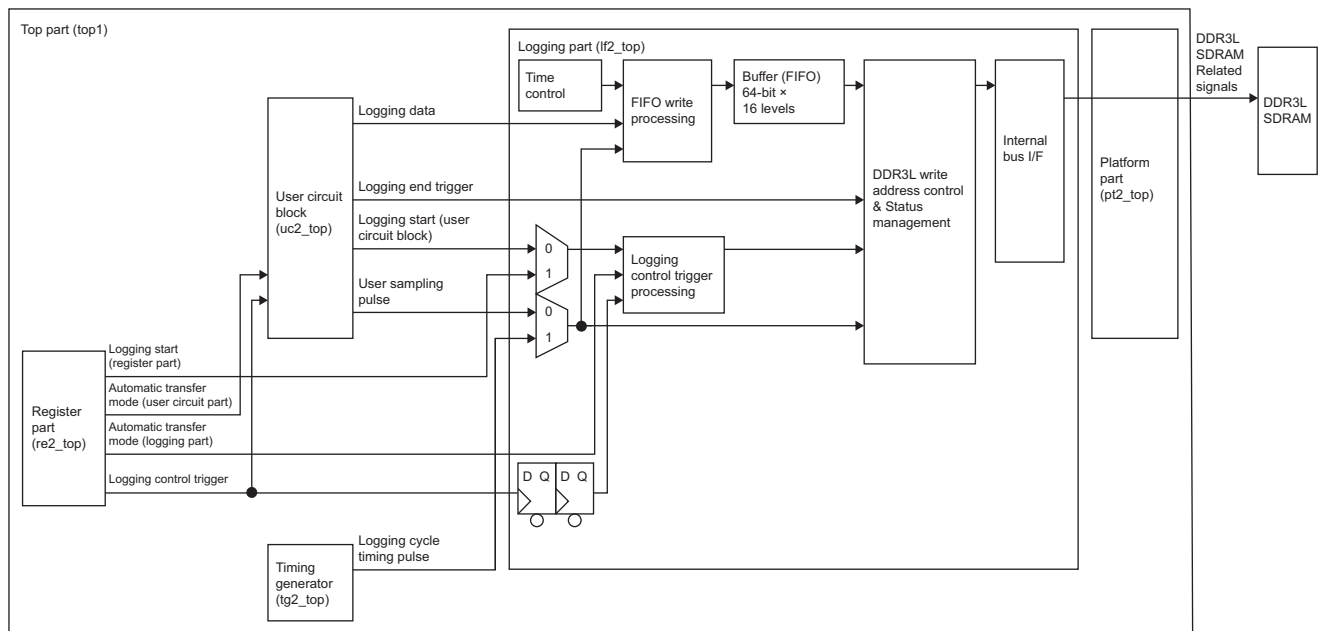 Top part (top1)
Logging part (lf2_top)
Time
control
FIFO write
processing
Buffer (FIFO)
64-bit ×
16 levels
DDR3L write
address control
& Status
management
Internal
bus I/F
Platform
part
(pt2_top)
DDR3L
SDRAM
Related
signals
DDR3L
SDRAM
User circuit
block
(uc2_top)
Logging data
Logging end trigger
Logging start (user
circuit block)
User sampling
pulse
0
1
0
1
Logging
control trigger
processing
Register
part
(re2_top)
Logging start
(register part)
Automatic transfer
mode (user circuit part)
Automatic transfer
mode (logging part)
Logging control trigger
D Q D Q
Timing
generator
(tg2_top)
Logging cycle
timing pulse